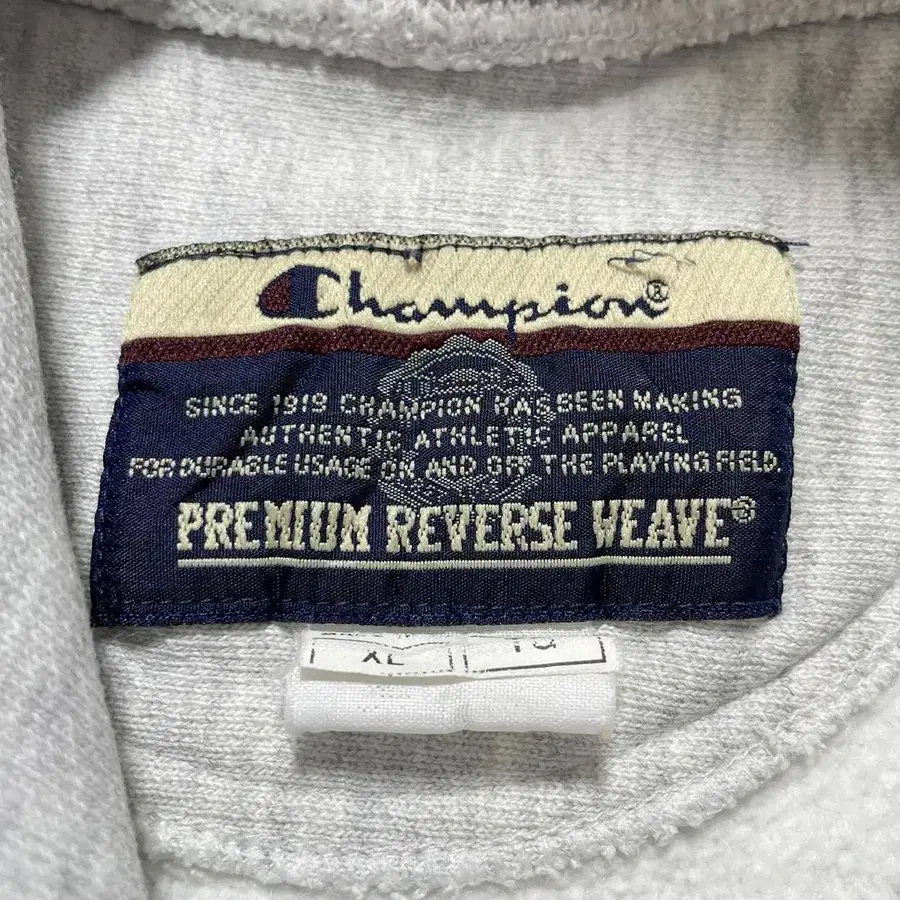 Champion®
SINCE 1919 CHAMPION HAS BEEN MAKING
AUTHENTIC ATHLETIC APPAREL
FOR DURABLE USAGE ON AND OFF THE PLAYING FIELD.
PREMIUM REVERSE WEAVE®
XL TG